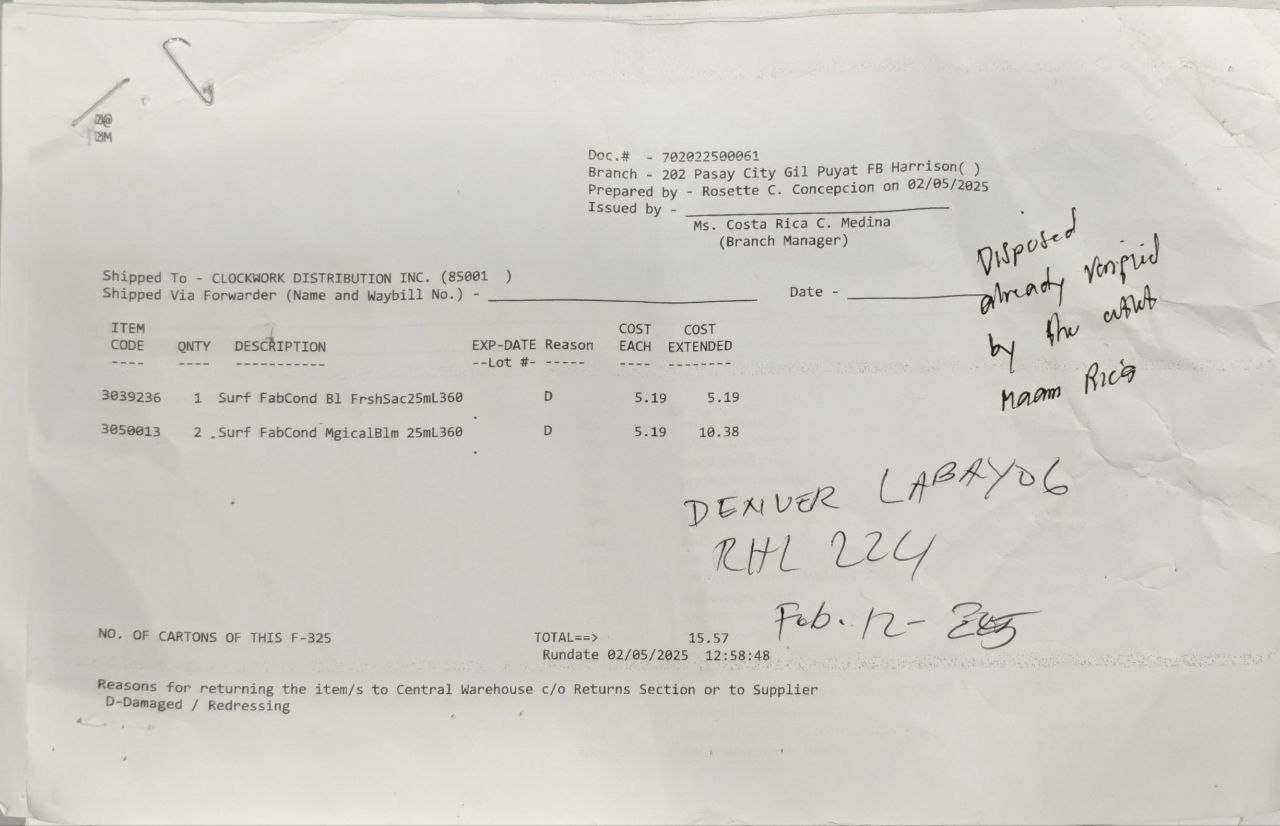 Doc.# - 702022500061
Branch - 202 Pasay City Gil Puyat FB Harrison( )
Prepared by - Rosette C. Concepcion on 02/05/2025
Issued by -
Ms. Costa Rica C. Medina
(Branch Manager)
Disposed
already
by the
Maam Rica
Shipped To - CLOCKWORK DISTRIBUTION INC. (85001 )
Shipped Via Forwarder (Name and Waybill No.) - Date -
ITEM COST COST
CODE QNTY DESCRIPTION EXP-DATE Reason EACH EXTENDED
---- ---- ----------- --Lot #- ----- ---- --------
3039236 1 Surf FabCond Bl FrshSac25mL360 D 5.19 5.19
3050013 2 Surf FabCond MgicalBlm 25mL360 D 5.19 10.38
DENVER LABAYOG
RHL 224
Feb. 12-
NO. OF CARTONS OF THIS F-325 TOTAL==> 15.57
Rundate 02/05/2025 12:58:48
Reasons for returning the item/s to Central Warehouse c/o Returns Section or to Supplier
D-Damaged / Redressing